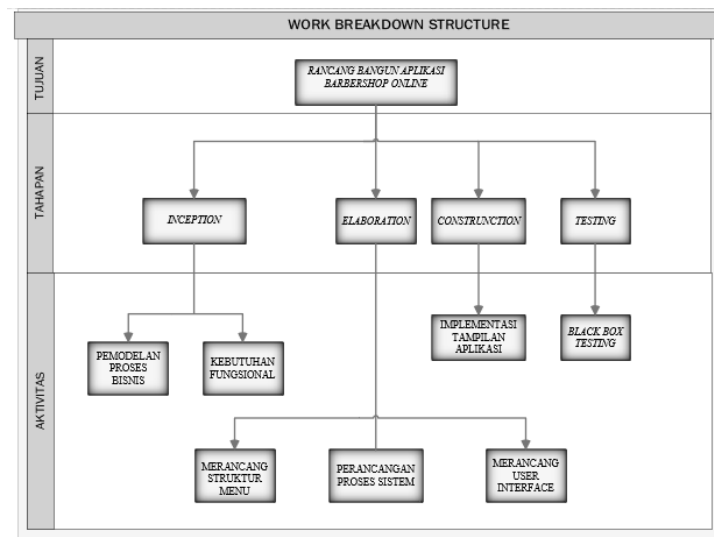 WORK BREAKDOWN STRUCTURE
TUJUAN
RANCANG BANGUN APLIKASI
BARBERSHOP ONLINE
TAHAPAN
INCEPTION
ELABORATION
CONSTRUNCTION
TESTING
AKTIVITAS
PEMODELAN
PROSES
BISNIS
KEBUTUHAN
FUNGSIONAL
IMPLEMENTASI
TAMPILAN
APLIKASI
BLACK BOX
TESTING
MERANCANG
STRUKTUR
MENU
PERANCANGAN
PROSES SISTEM
MERANCANG
USER
INTERFACE